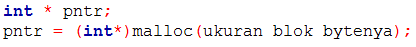 int * pntr;
pntr = (int*)malloc(ukuran blok bytenya);